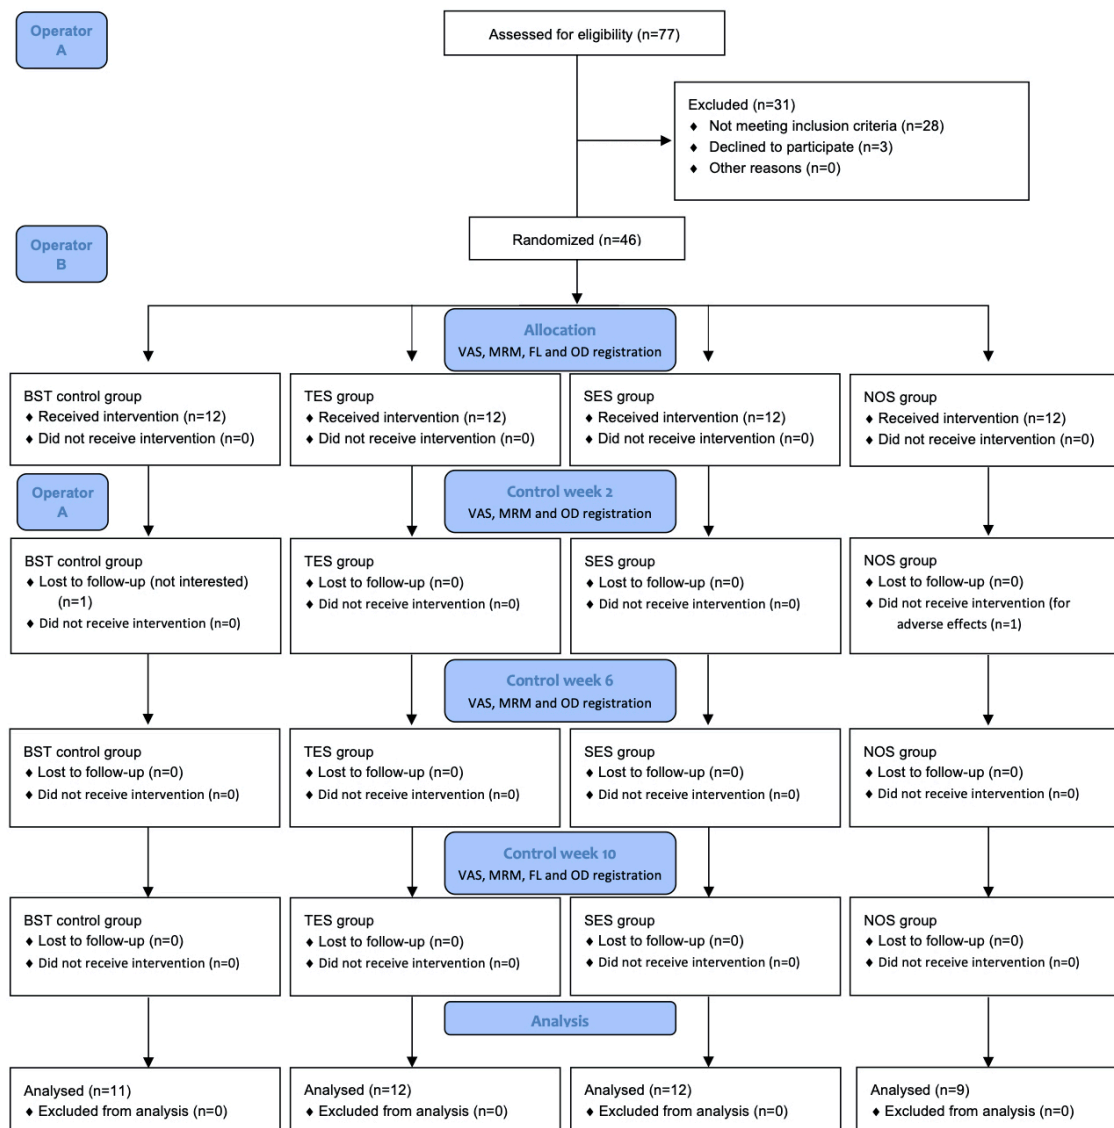 Operator
A
Assessed for eligibility (n=77)
Excluded (n=31)
♦ Not meeting inclusion criteria (n=28)
♦ Declined to participate (n=3)
♦ Other reasons (n=0)
Operator
B
Randomized (n=46)
Allocation
VAS, MRM, FL and OD registration
BST control group
♦ Received intervention (n=12)
♦ Did not receive intervention (n=0)
TES group
♦ Received intervention (n=12)
♦ Did not receive intervention (n=0)
SES group
♦ Received intervention (n=12)
♦ Did not receive intervention (n=0)
NOS group
♦ Received intervention (n=12)
♦ Did not receive intervention (n=0)
Operator
A
Control week 2
VAS, MRM and OD registration
BST control group
♦ Lost to follow-up (not interested)
(n=1)
♦ Did not receive intervention (n=0)
TES group
♦ Lost to follow-up (n=0)
♦ Did not receive intervention (n=0)
SES group
♦ Lost to follow-up (n=0)
♦ Did not receive intervention (n=0)
NOS group
♦ Lost to follow-up (n=0)
♦ Did not receive intervention (for
adverse effects (n=1)
Control week 6
VAS, MRM and OD registration
BST control group
♦ Lost to follow-up (n=0)
♦ Did not receive intervention (n=0)
TES group
♦ Lost to follow-up (n=0)
♦ Did not receive intervention (n=0)
SES group
♦ Lost to follow-up (n=0)
♦ Did not receive intervention (n=0)
NOS group
♦ Lost to follow-up (n=0)
♦ Did not receive intervention (n=0)
Control week 10
VAS, MRM, FL and OD registration
BST control group
♦ Lost to follow-up (n=0)
♦ Did not receive intervention (n=0)
TES group
♦ Lost to follow-up (n=0)
♦ Did not receive intervention (n=0)
SES group
♦ Lost to follow-up (n=0)
♦ Did not receive intervention (n=0)
NOS group
♦ Lost to follow-up (n=0)
♦ Did not receive intervention (n=0)
Analysis
Analysed (n=11)
♦ Excluded from analysis (n=0)
Analysed (n=12)
♦ Excluded from analysis (n=0)
Analysed (n=12)
♦ Excluded from analysis (n=0)
Analysed (n=9)
♦ Excluded from analysis (n=0)